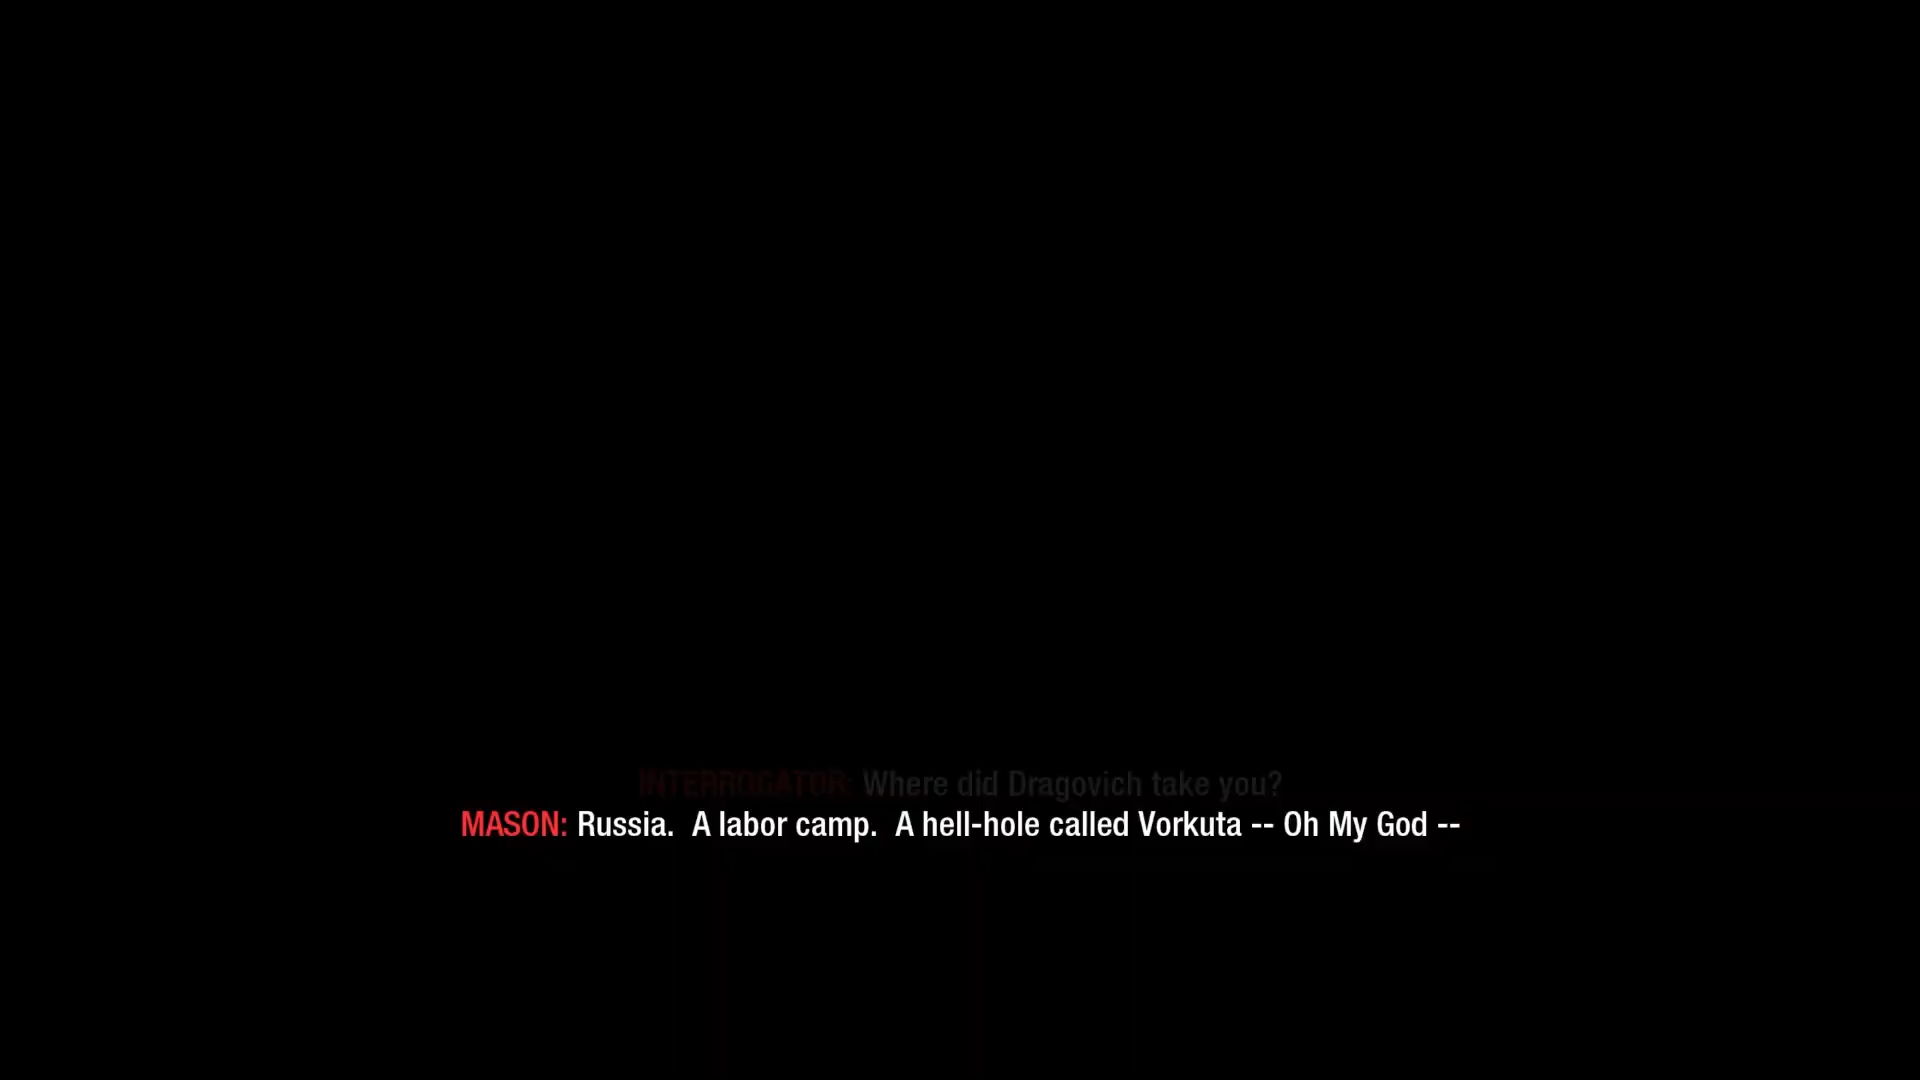 INTERROGATOR: Where did Dragovich take you?
MASON: Russia.  A labor camp.  A hell-hole called Vorkuta -- Oh My God --